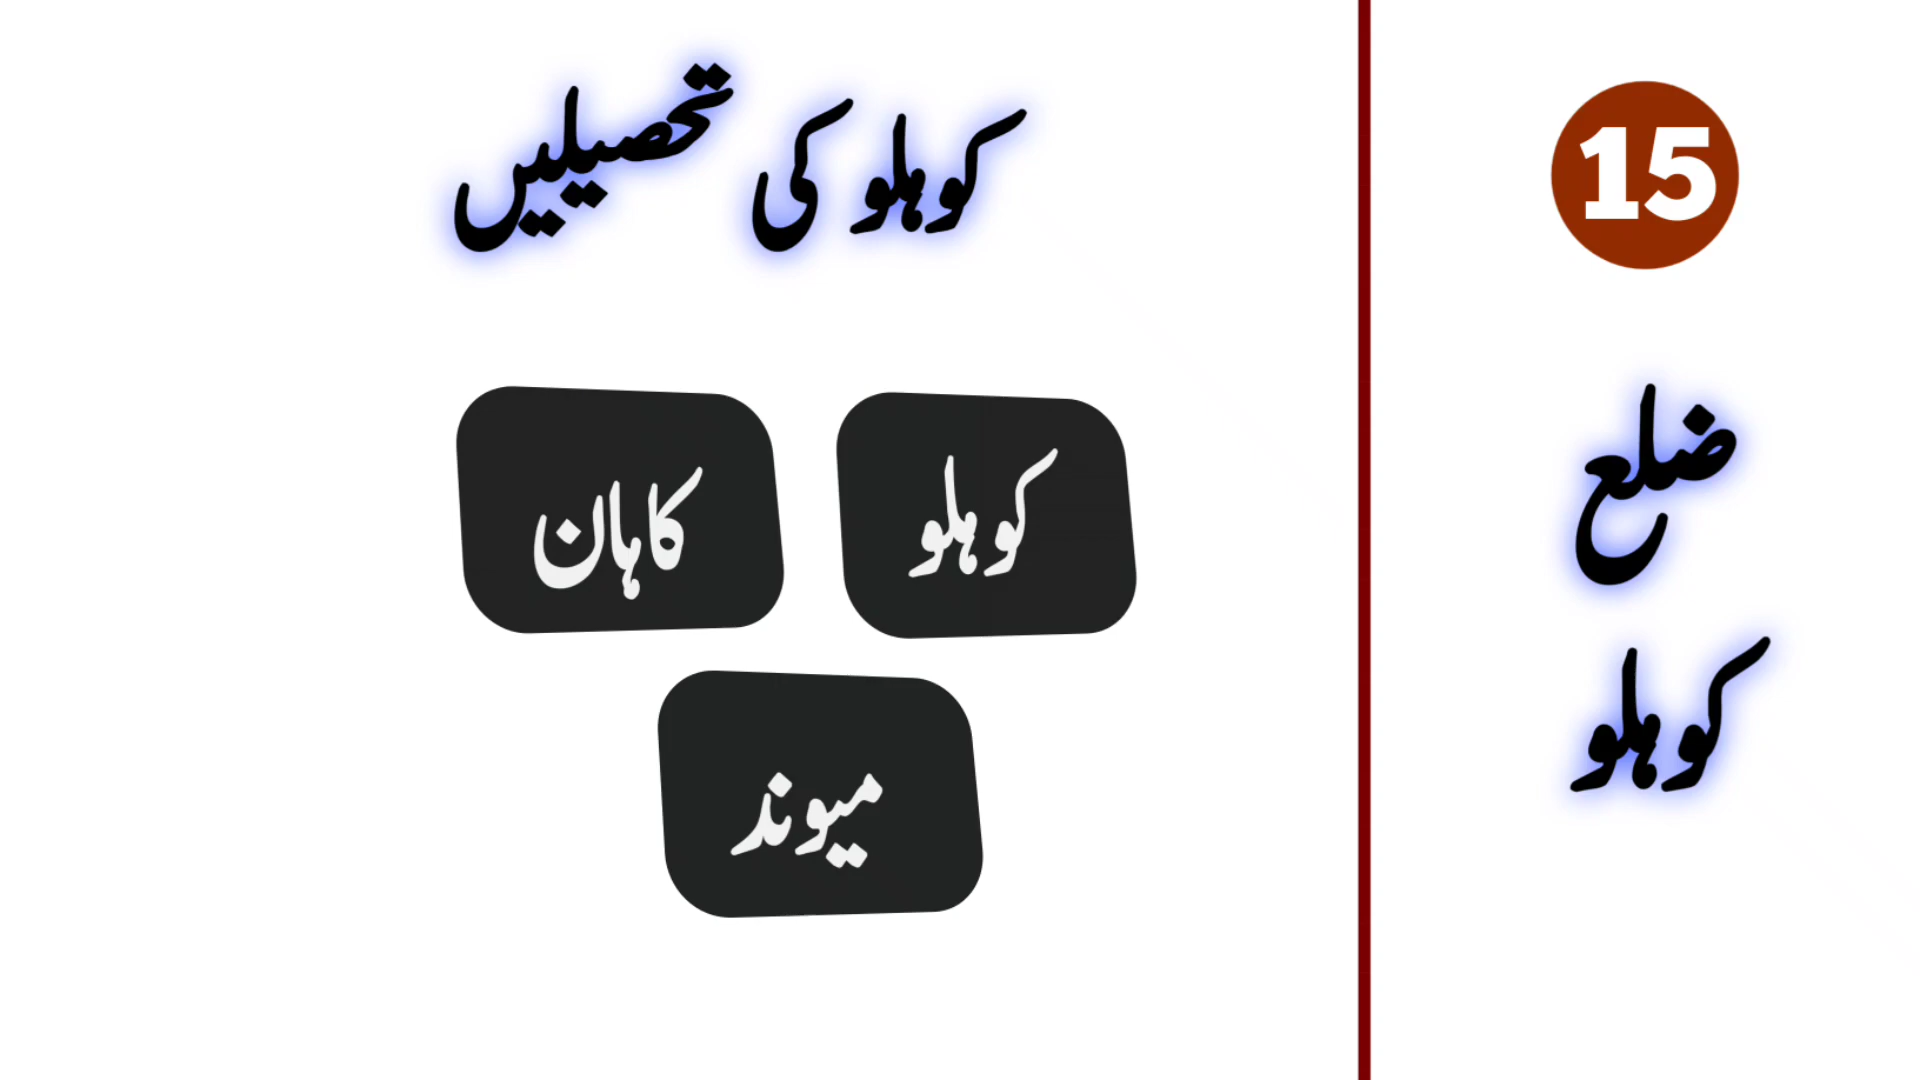 15
ضلع
کوہلو
کوہلو کی تحصیلیں
کوہلو
کاہان
میوند